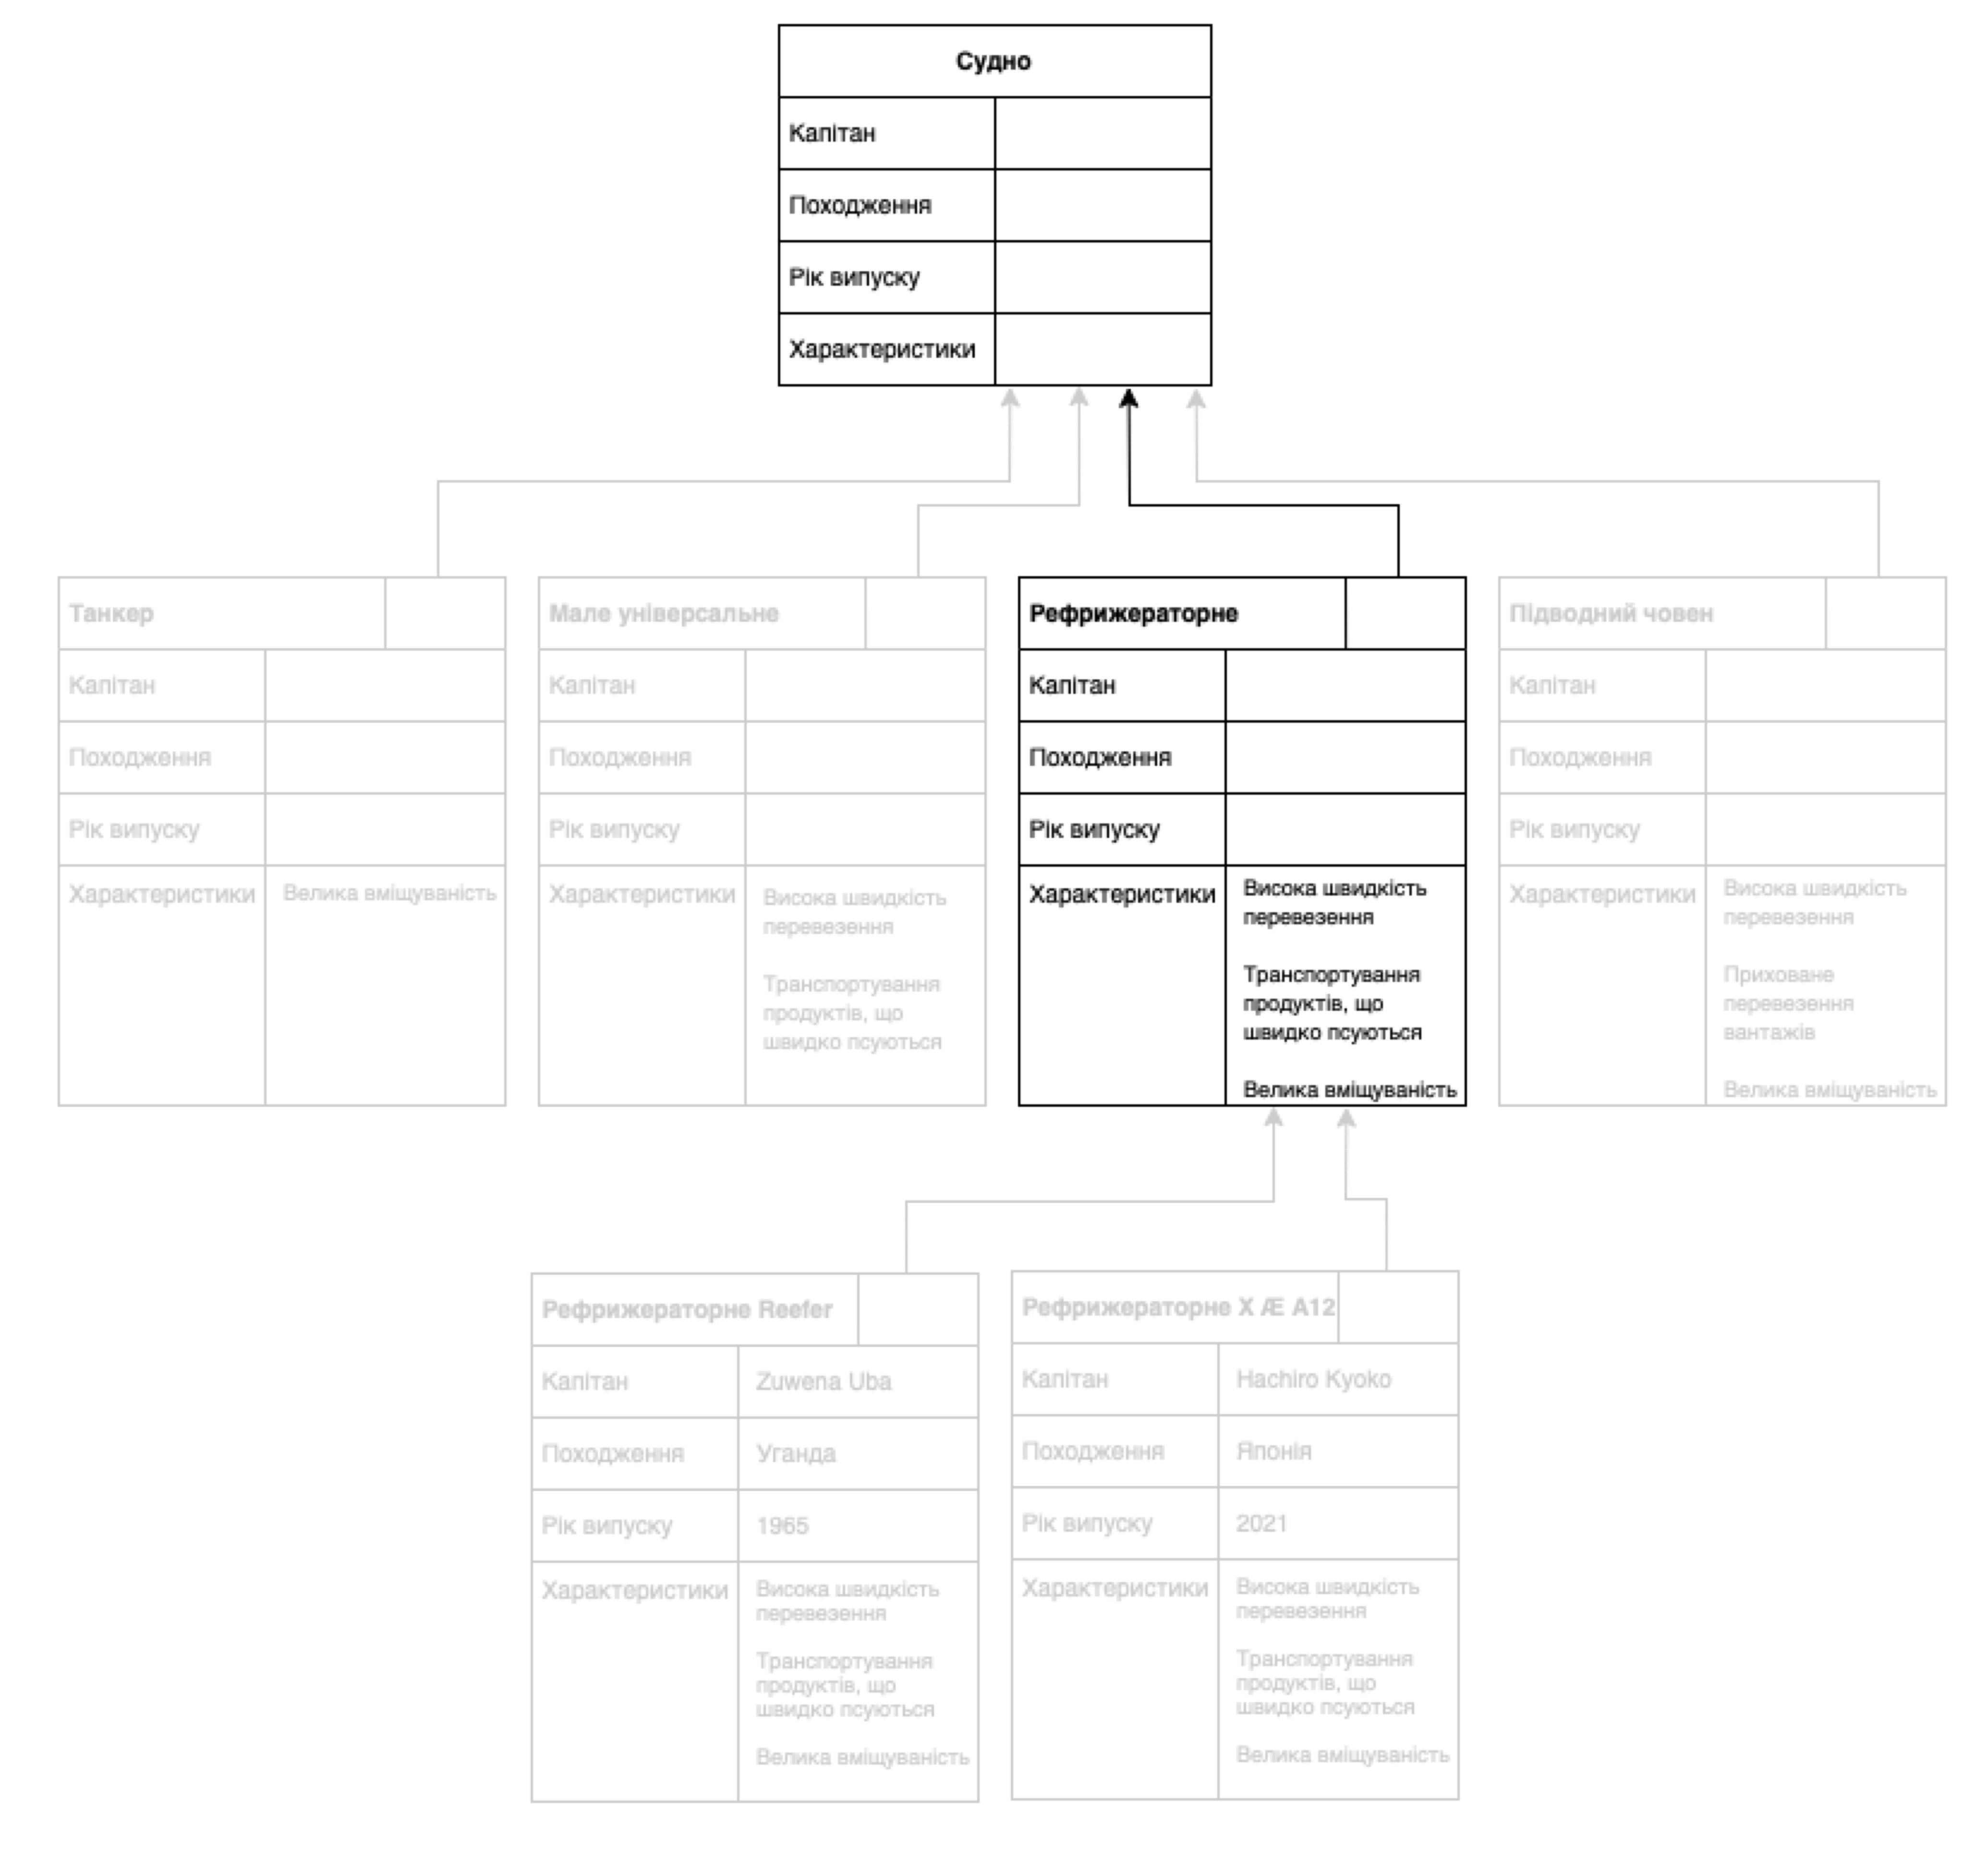 Судно
Капітан
Походження
Рік випуску
Характеристики
Танкер
Капітан
Походження
Рік випуску
Характеристики
Велика вміщуваність
Мале універсальне
Капітан
Походження
Рік випуску
Характеристики
Висока швидкість
перевезення
Транспортування
продуктів, що
швидко псуються
Рефрижераторне
Капітан
Походження
Рік випуску
Характеристики
Висока швидкість
перевезення
Транспортування
продуктів, що
швидко псуються
Велика вміщуваність
Підводний човен
Капітан
Походження
Рік випуску
Характеристики
Висока швидкість
перевезення
Приховане
перевезення
вантажів
Велика вміщуваність
Рефрижераторне Reefer
Капітан
Zuwena Uba
Походження
Уганда
Рік випуску
1965
Характеристики
Висока швидкість
перевезення
Транспортування
продуктів, що
швидко псуються
Велика вміщуваність
Рефрижераторне X Æ A12
Капітан
Hachiro Kyoko
Походження
Японія
Рік випуску
2021
Характеристики
Висока швидкість
перевезення
Транспортування
продуктів, що
швидко псуються
Велика вміщуваність